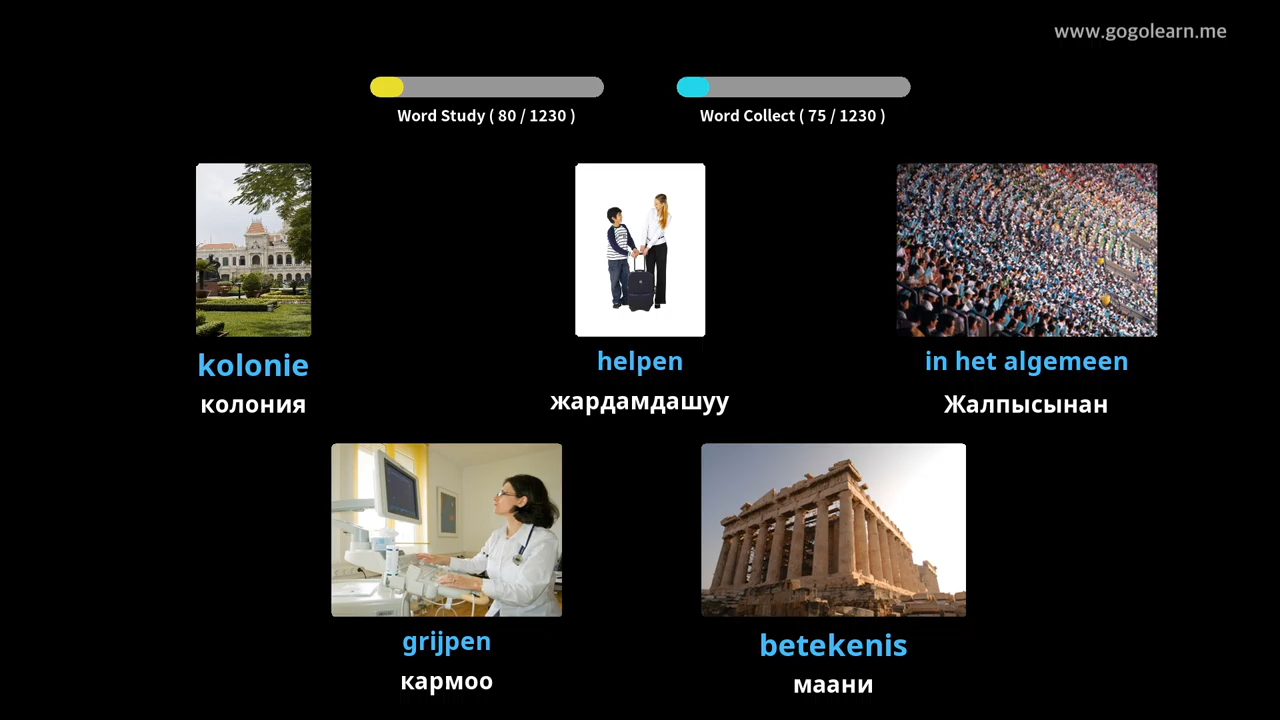 www.gogolearn.me
Word Study ( 80 / 1230 )
Word Collect ( 75 / 1230 )
kolonie
колония
helpen
жардамдашуу
in het algemeen
Жалпысынан
grijpen
кармоо
betekenis
маани